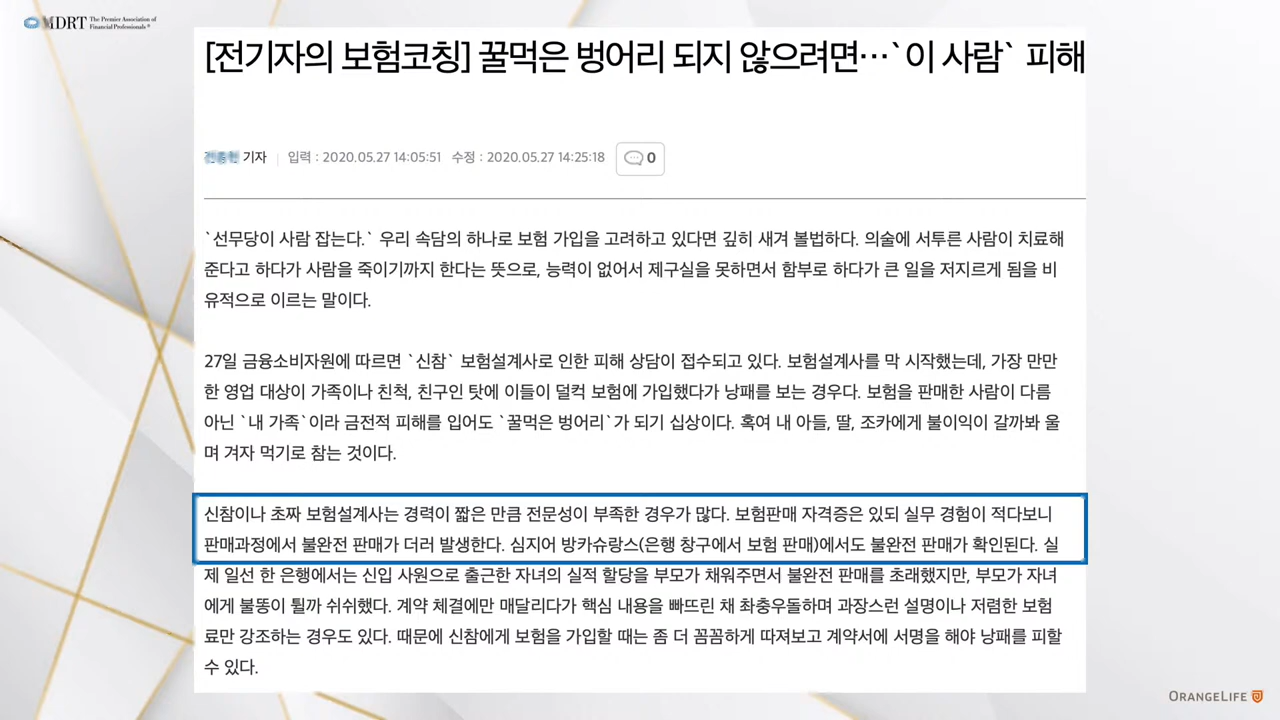 MDRT The Premier Association of
Financial Professionals®
[전기자의 보험코칭] 꿀먹은 벙어리 되지 않으려면…`이 사람` 피해
기자 | 입력 : 2020.05.27 14:05:51 수정 : 2020.05.27 14:25:18 0
`선무당이 사람 잡는다.` 우리 속담의 하나로 보험 가입을 고려하고 있다면 깊히 새겨 볼법하다. 의술에 서투른 사람이 치료해
준다고 하다가 사람을 죽이기까지 한다는 뜻으로, 능력이 없어서 제구실을 못하면서 함부로 하다가 큰 일을 저지르게 됨을 비
유적으로 이르는 말이다.
27일 금융소비자원에 따르면 `신참` 보험설계사로 인한 피해 상담이 접수되고 있다. 보험설계사를 막 시작했는데, 가장 만만
한 영업 대상이 가족이나 친척, 친구인 탓에 이들이 덜컥 보험에 가입했다가 낭패를 보는 경우다. 보험을 판매한 사람이 다름
아닌 `내 가족`이라 금전적 피해를 입어도 `꿀먹은 벙어리`가 되기 십상이다. 혹여 내 아들, 딸, 조카에게 불이익이 갈까봐 울
며 겨자 먹기로 참는 것이다.
신참이나 초짜 보험설계사는 경력이 짧은 만큼 전문성이 부족한 경우가 많다. 보험판매 자격증은 있되 실무 경험이 적다보니
판매과정에서 불완전 판매가 더러 발생한다. 심지어 방카슈랑스(은행 창구에서 보험 판매)에서도 불완전 판매가 확인된다. 실
제 일선 한 은행에서는 신입 사원으로 출근한 자녀의 실적 할당을 부모가 채워주면서 불완전 판매를 초래했지만, 부모가 자녀
에게 불똥이 튈까 쉬쉬했다. 계약 체결에만 매달리다가 핵심 내용을 빠뜨린 채 좌충우돌하며 과장스런 설명이나 저렴한 보험
료만 강조하는 경우도 있다. 때문에 신참에게 보험을 가입할 때는 좀 더 꼼꼼하게 따져보고 계약서에 서명을 해야 낭패를 피할
수 있다.
ORANGELIFE